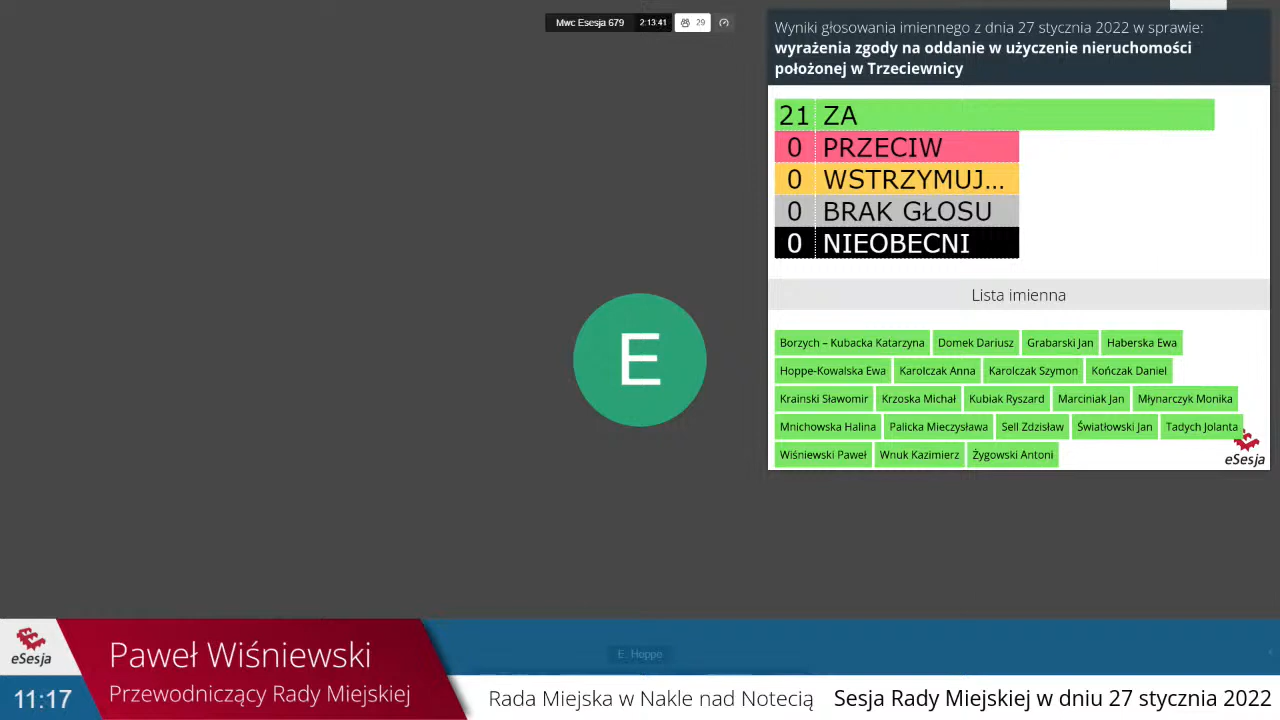 Mwc Esesja 679 2:13:41 29
Wyniki głosowania imiennego z dnia 27 stycznia 2022 w sprawie:
wyrażenia zgody na oddanie w użyczenie nieruchomości
położonej w Trzeciewnicy
21 ZA
0 PRZECIW
0 WSTRZYMUJ...
0 BRAK GŁOSU
0 NIEOBECNI
Lista imienna
Borzych – Kubacka Katarzyna Domek Dariusz Grabarski Jan Haberska Ewa
Hoppe-Kowalska Ewa Karolczak Anna Karolczak Szymon Kończak Daniel
Krainski Sławomir Krzoska Michał Kubiak Ryszard Marciniak Jan Młynarczyk Monika
Mnichowska Halina Palicka Mieczysława Sell Zdzisław Światłowski Jan Tadych Jolanta
Wiśniewski Paweł Wnuk Kazimierz Żygowski Antoni
eSesja
E
E. Hoppe
eSesja
Paweł Wiśniewski
Przewodniczący Rady Miejskiej
11:17
Rada Miejska w Nakle nad Notecią Sesja Rady Miejskiej w dniu 27 stycznia 2022